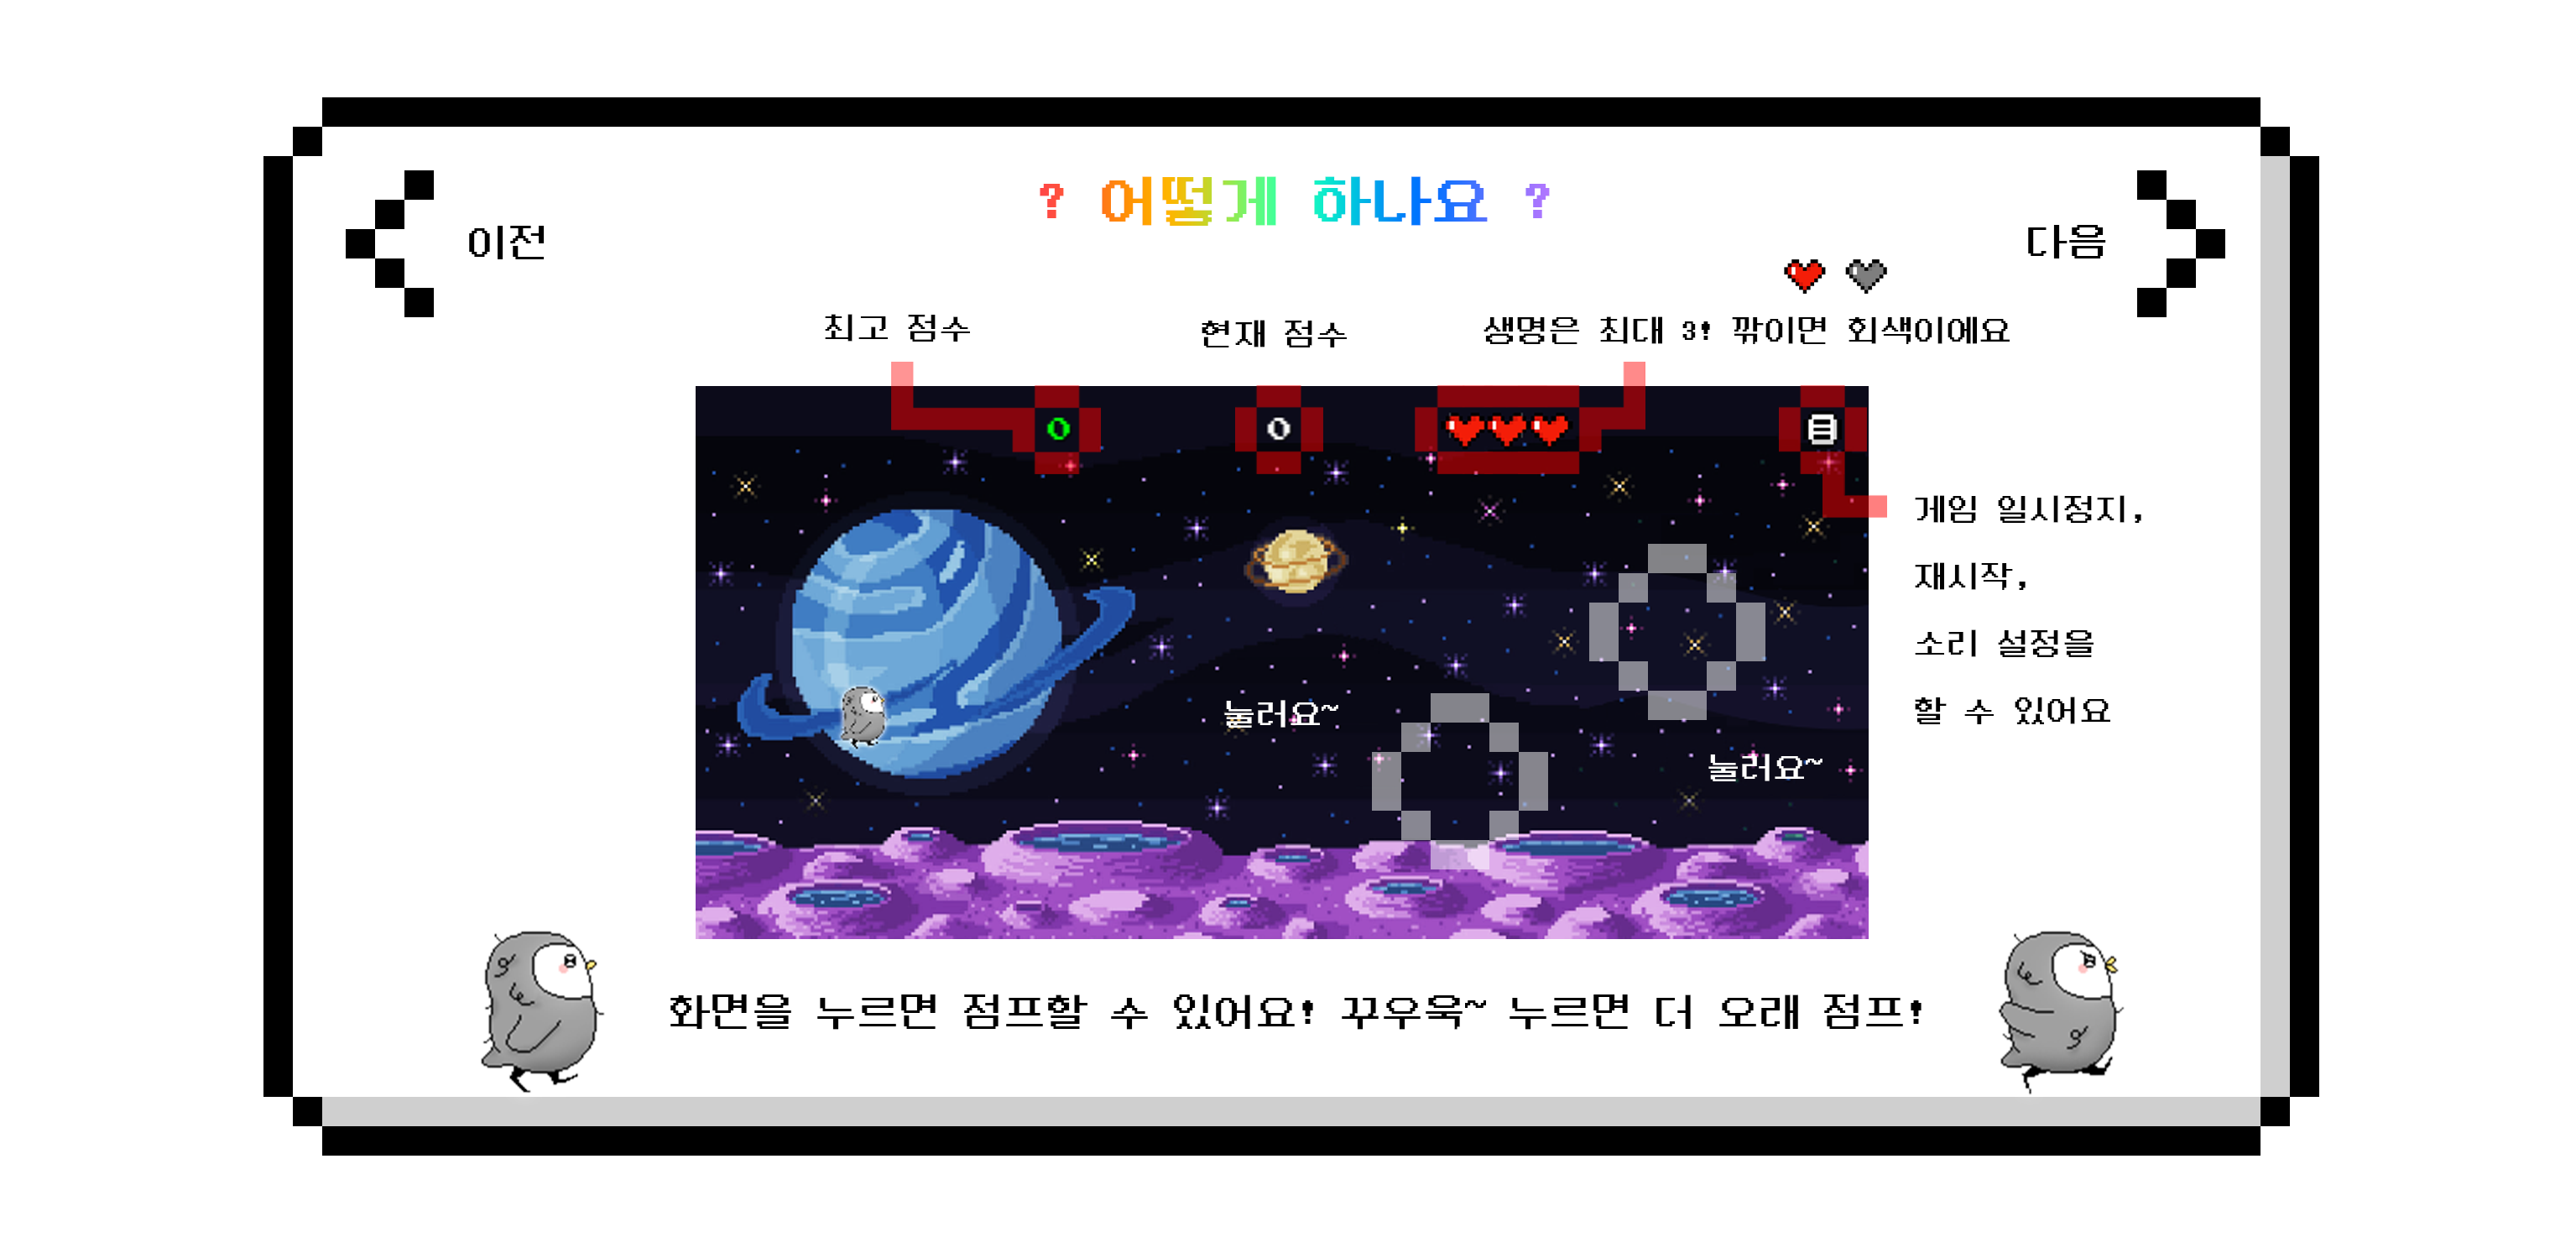 ? 어떻게 하나요 ?
이전
다음
최고 점수
현재 점수
생명은 최대 3! 깎이면 회색이에요
0
0
게임 일시정지,
재시작,
소리 설정을
할 수 있어요
눌러요~
눌러요~
화면을 누르면 점프할 수 있어요! 꾸우욱~ 누르면 더 오래 점프!